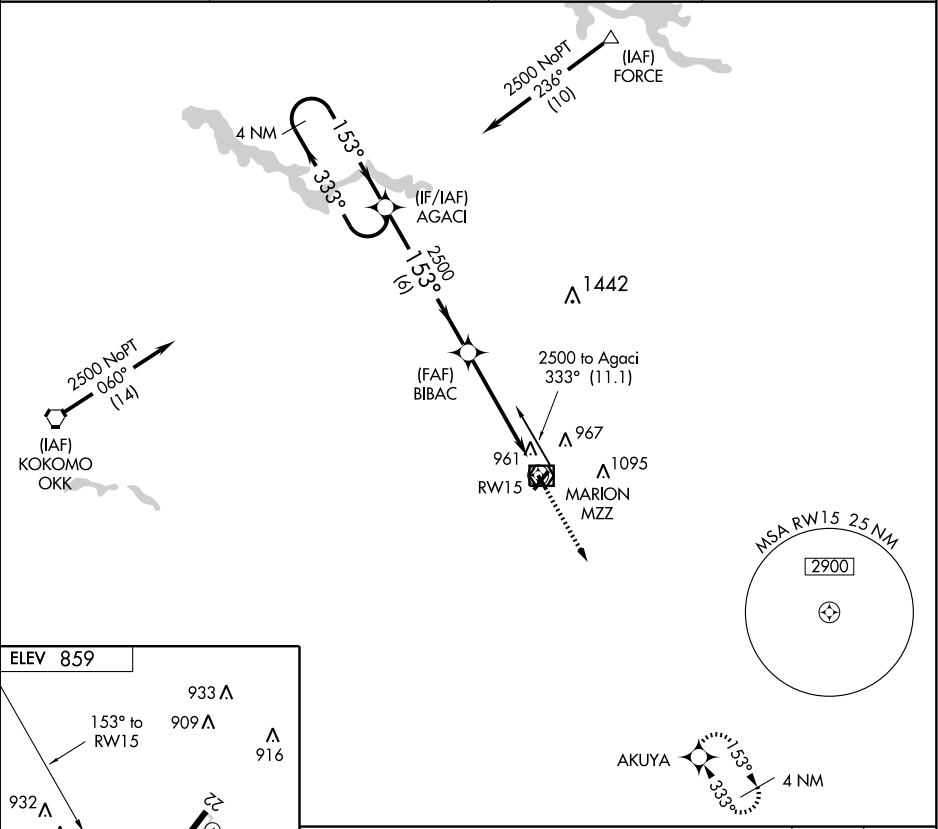 (IAF)
FORCE
2500 NoPT
236°
(10)
4 NM
153°
333°
(IF/IAF)
AGACI
2500
153°
(6)
1442
2500 NoPT
060°
(14)
(IAF)
KOKOMO
OKK
(FAF)
BIBAC
2500 to Agaci
333° (11.1)
967
961
1095
RW15
MARION
MZZ
MSA RW15 25 NM
2900
ELEV 859
933
909
916
153° to
RW15
932
22
AKUYA
153°
333°
4 NM